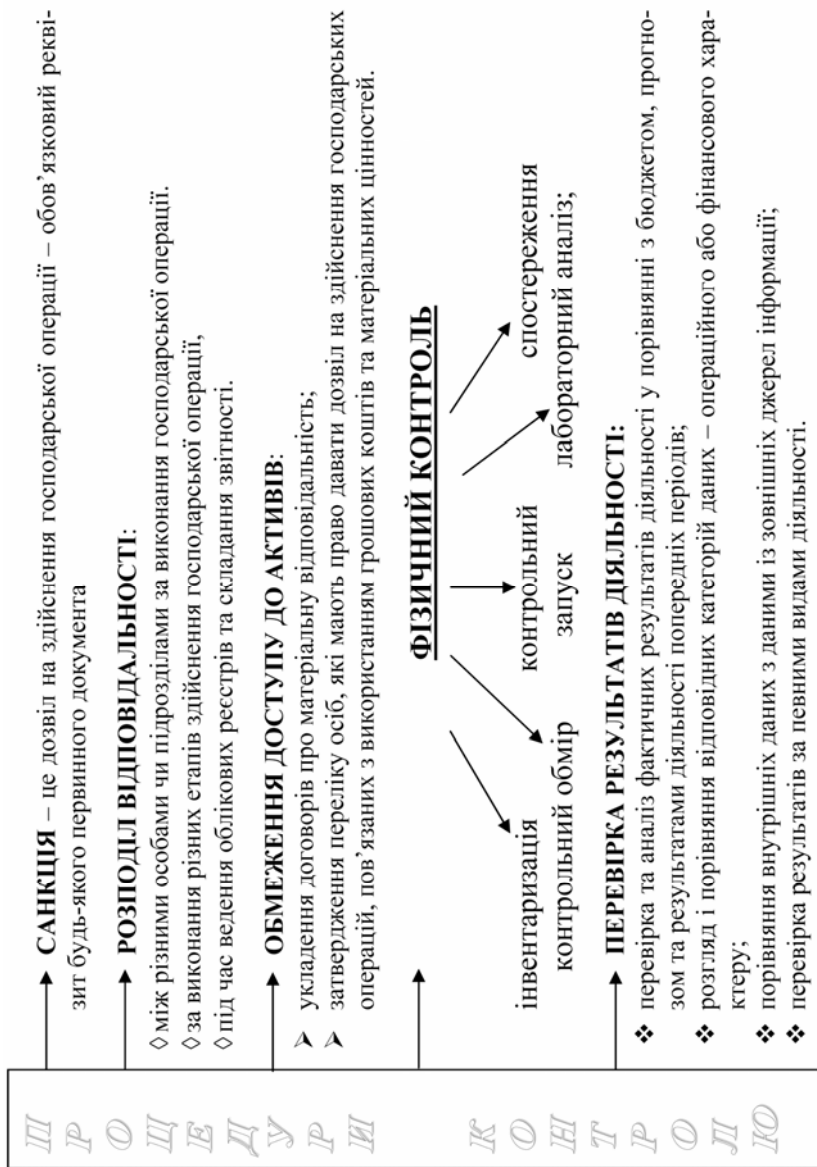 ПРОЦЕДУРИ КОНТРОЛЮ
САНКЦІЯ – це дозвіл на здійснення господарської операції – обов’язковий рекві-
зит будь-якого первинного документа
РОЗПОДІЛ ВІДПОВІДАЛЬНОСТІ:
◊ між різними особами чи підрозділами за виконання господарської операції.
◊ за виконання різних етапів здійснення господарської операції,
◊ під час ведення облікових реєстрів та складання звітності.
ОБМЕЖЕННЯ ДОСТУПУ ДО АКТИВІВ:
➢ укладення договорів про матеріальну відповідальність;
➢ затвердження переліку осіб, які мають право давати дозвіл на здійснення господарських
операцій, пов’язаних з використанням грошових коштів та матеріальних цінностей.
ФІЗИЧНИЙ КОНТРОЛЬ
інвентаризація контрольний спостереження
контрольний обмір запуск лабораторний аналіз;
ПЕРЕВІРКА РЕЗУЛЬТАТІВ ДІЯЛЬНОСТІ:
❖ перевірка та аналіз фактичних результатів діяльності у порівнянні з бюджетом, прогно-
зом та результатами діяльності попередніх періодів;
❖ розгляд і порівняння відповідних категорій даних – операційного або фінансового хара-
ктеру;
❖ порівняння внутрішніх даних з даними із зовнішніх джерел інформації;
❖ перевірка результатів за певними видами діяльності.